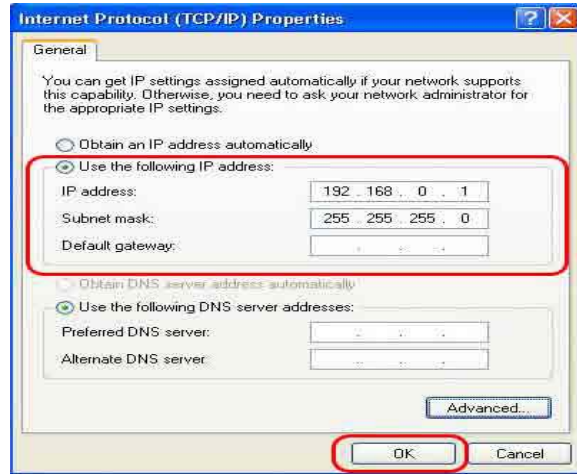 Internet Protocol (TCP/IP) Properties
General
You can get IP settings assigned automatically if your network supports
this capability. Otherwise, you need to ask your network administrator for
the appropriate IP settings.
Obtain an IP address automatically
Use the following IP address:
IP address: 192 . 168 . 0 . 1
Subnet mask: 255 . 255 . 255 . 0
Default gateway: . . .
Obtain DNS server address automatically
Use the following DNS server addresses:
Preferred DNS server: . . .
Alternate DNS server: . . .
Advanced...
OK Cancel